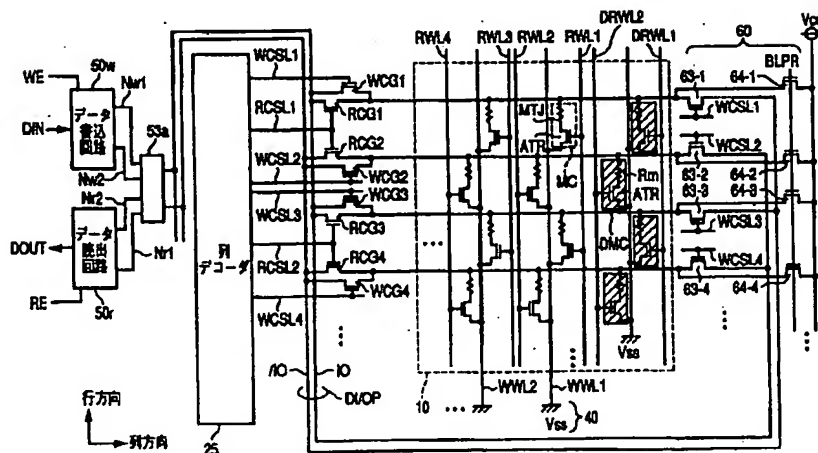 DRWL2
RWL4
RWL3
RWL2
RWL1
DRWL1
60
BLPR
50w
WE
Nw1
データ
書込
回路
DIN
53a
Nw2
Nr2
DOUT
データ
読出
回路
Nr1
RE
50r
列
デコーダ
25
WCSL1
WCG1
RCSL1
RCG1
RCG2
WCSL2
WCG2
WCG3
WCSL3
RCG3
RCSL2
RCG4
WCG4
WCSL4
/IO
IO
DI/OP
MTJ
ATR
MC
Rm
ATR
DMC
63-1
64-1
WCSL1
WCSL2
63-2
64-2
63-3
64-3
WCSL3
WCSL4
63-4
64-4
10
Vss
WWL2
WWL1
Vss
40
行方向
列方向